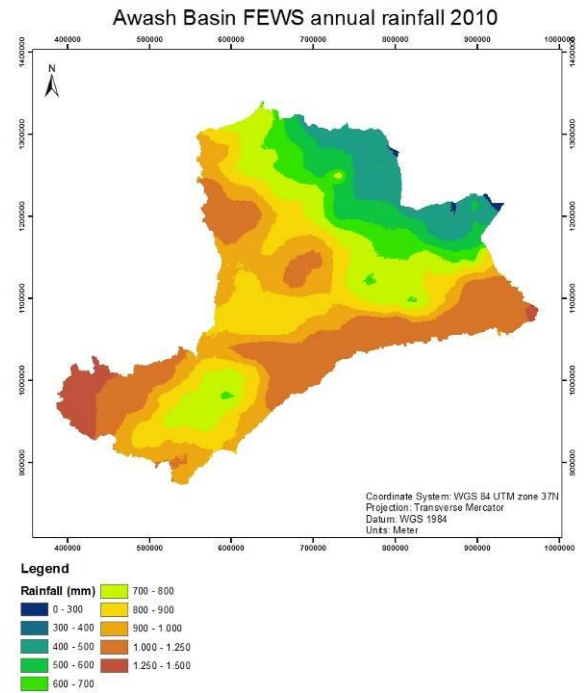 Awash Basin FEWS annual rainfall 2010
400000 500000 600000 700000 800000 900000 1000000
N
1400000
1300000
1200000
1100000
1000000
900000
1400000
1300000
1200000
1100000
1000000
900000
Coordinate System: WGS 84 UTM zone 37N
Projection: Transverse Mercator
Datum: WGS 1984
Units: Meter
400000 500000 600000 700000 800000 900000 1000000
Legend
Rainfall (mm)
0 - 300
300 - 400
400 - 500
500 - 600
600 - 700
700 - 800
800 - 900
900 - 1.000
1.000 - 1.250
1.250 - 1.500